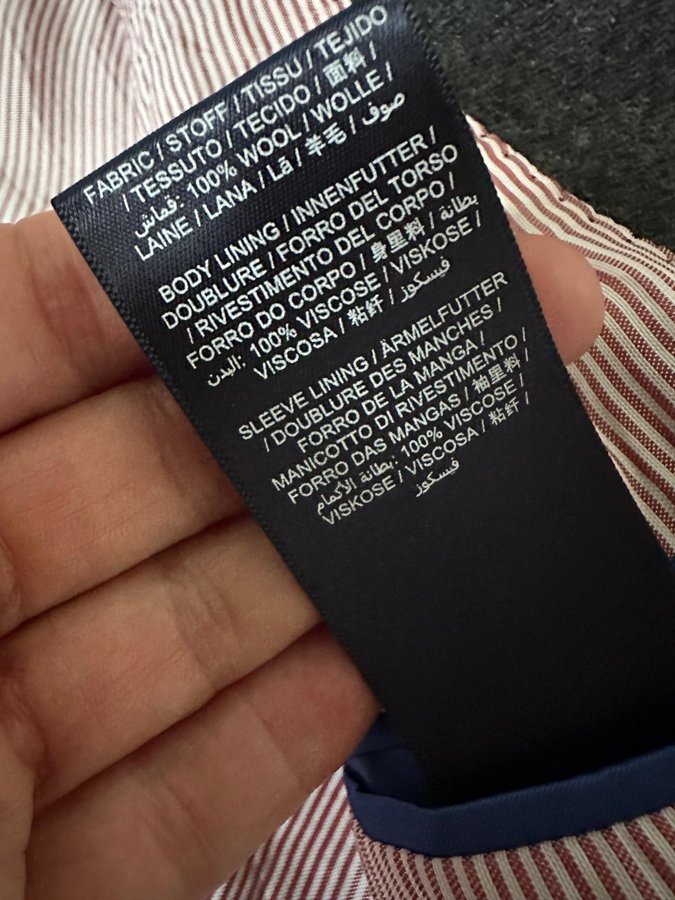 FABRIC / STOFF / TISSU / TEJIDO
/ TESSUTO / TECIDO / 面料 /
قماش: 100% WOOL / WOLLE /
LAINE / LANA / Lã / 羊毛 / صوف
BODY LINING / INNENFUTTER /
DOUBLURE / FORRO DEL TORSO
/ RIVESTIMENTO DEL CORPO /
FORRO DO CORPO / 身里料 / بطانة
البدن: 100% VISCOSE / VISKOSE /
VISCOSA / 粘纤 / فيسكوز
SLEEVE LINING / ÄRMELFUTTER
/ DOUBLURE DES MANCHES /
FORRO DE LA MANGA /
MANICOTTO DI RIVESTIMENTO /
FORRO DAS MANGAS / 袖里料 /
بطانة الأكمام: 100% VISCOSE /
VISKOSE / VISCOSA / 粘纤 /
فيسكوز